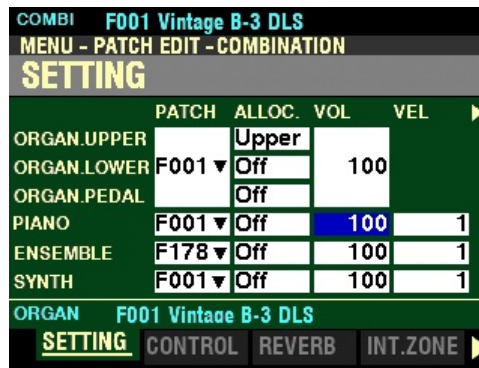 COMBI F001 Vintage B-3 DLS
MENU - PATCH EDIT -COMBINATION
SETTING
PATCH ALLOC. VOL VEL
ORGAN.UPPER Upper
ORGAN.LOWER F001 ▼ Off 100
ORGAN.PEDAL Off
PIANO F001 ▼ Off 100 1
ENSEMBLE F178 ▼ Off 100 1
SYNTH F001 ▼ Off 100 1
ORGAN F001 Vintage B-3 DLS
SETTING CONTROL REVERB INT.ZONE